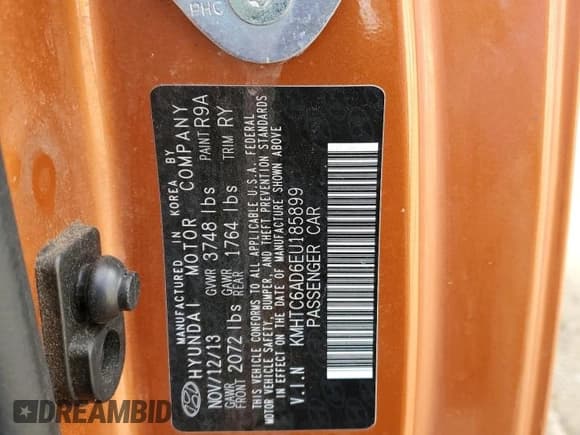 PHC
MANUFACTURED IN KOREA BY
HYUNDAI MOTOR COMPANY
NOV/12/13 GVWR 3748 lbs PAINT R9A
GAWR FRONT 2072 lbs GAWR REAR 1764 lbs TRIM RY
THIS VEHICLE CONFORMS TO ALL APPLICABLE U.S.A. FEDERAL
MOTOR VEHICLE SAFETY, BUMPER, AND THEFT PREVENTION STANDARDS
IN EFFECT ON THE DATE OF MANUFACTURE SHOWN ABOVE
V.I.N KMHTC6AD6EU185899
PASSENGER CAR
DREAMBID